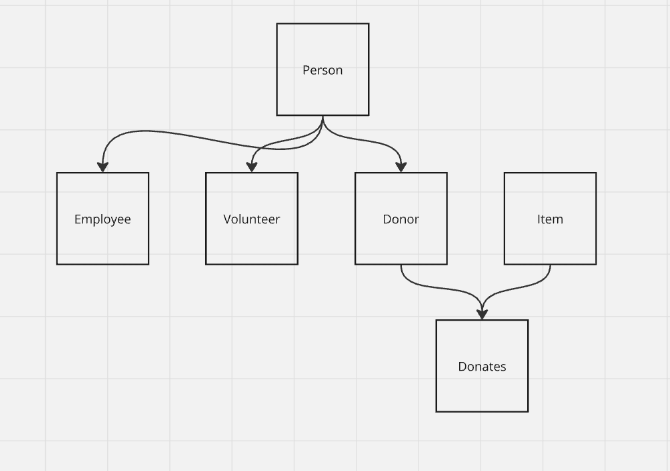 Person
Employee
Volunteer
Donor
Item
Donates